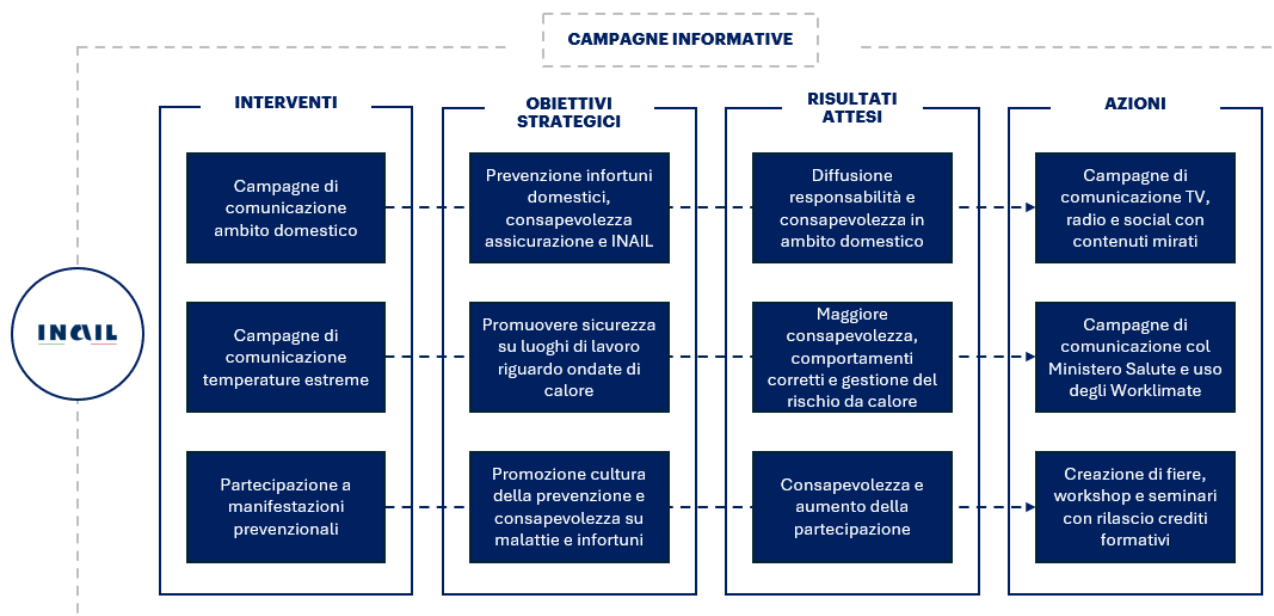 CAMPAGNE INFORMATIVE
INTERVENTI
OBIETTIVI
STRATEGICI
RISULTATI
ATTESI
AZIONI
Campagne di
comunicazione
ambito domestico
Prevenzione infortuni
domestici,
consapevolezza
assicurazione e INAIL
Diffusione
responsabilità e
consapevolezza in
ambito domestico
Campagne di
comunicazione TV,
radio e social con
contenuti mirati
INAIL
Campagne di
comunicazione
temperature estreme
Promuovere sicurezza
su luoghi di lavoro
riguardo ondate di
calore
Maggiore
consapevolezza,
comportamenti
corretti e gestione del
rischio da calore
Campagne di
comunicazione col
Ministero Salute e uso
degli Worklimate
Partecipazione a
manifestazioni
prevenzionali
Promozione cultura
della prevenzione e
consapevolezza su
malattie e infortuni
Consapevolezza e
aumento della
partecipazione
Creazione di fiere,
workshop e seminari
con rilascio crediti
formativi